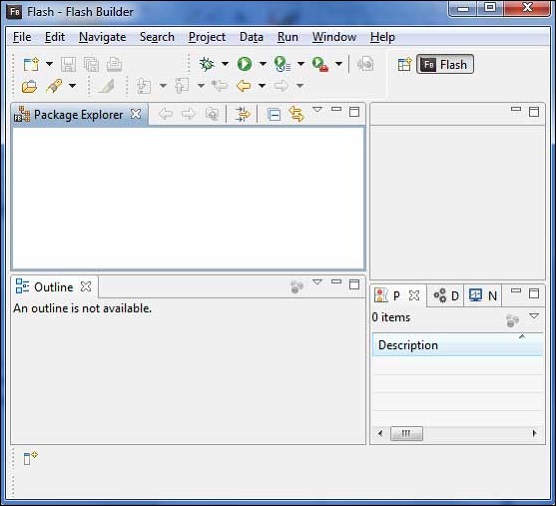 Fb Flash - Flash Builder
File Edit Navigate Search Project Data Run Window Help
Fb Flash
Package Explorer
Outline
An outline is not available.
P D N
0 items
Description